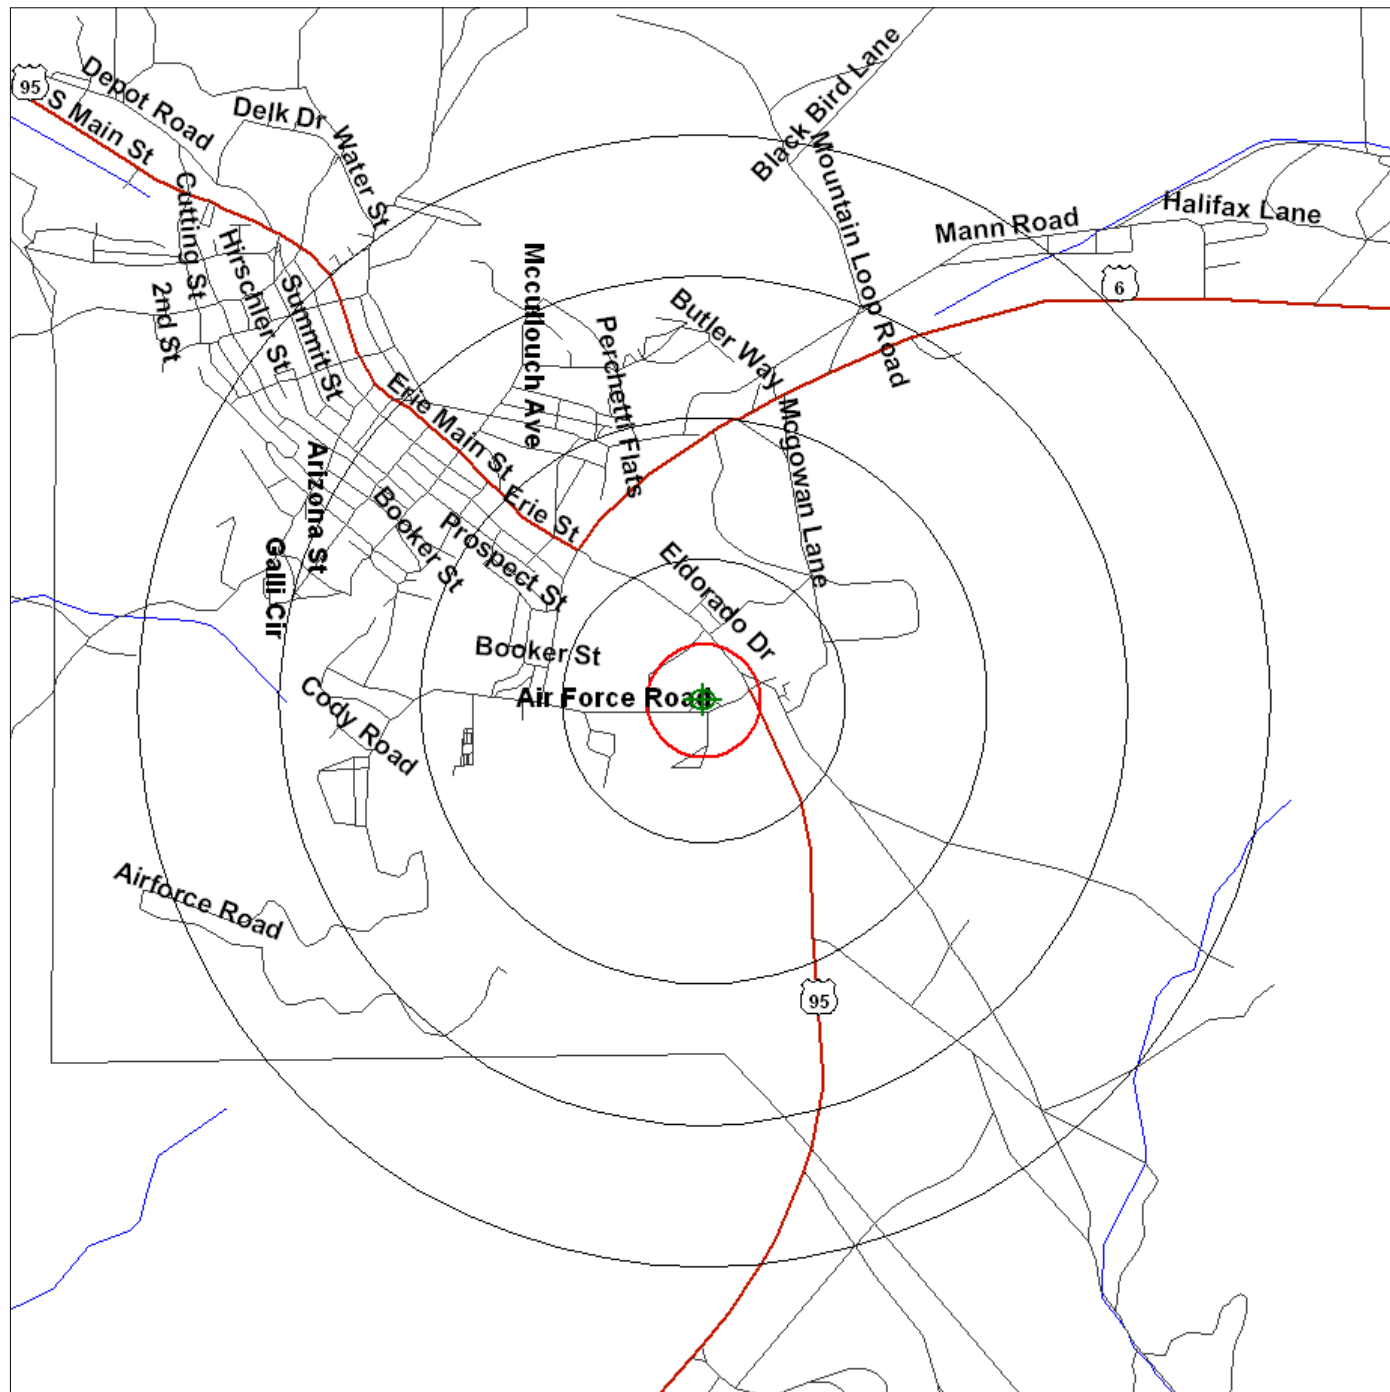 Black Bird Lane
Depot Road
95
S Main St
Delk Dr
Water St
Mountain Loop Road
Cutting St
Halifax Lane
Mann Road
Hirschler St
Mccullouch Ave
6
2nd St
Summit St
Butler Way
Perchetti Flats
Erie Main St
Mcgowan Lane
Arizona St
Booker St
Erie St
Prospect St
Galli Cir
Eldorado Dr
Booker St
Air Force Road
Cody Road
Airforce Road
95